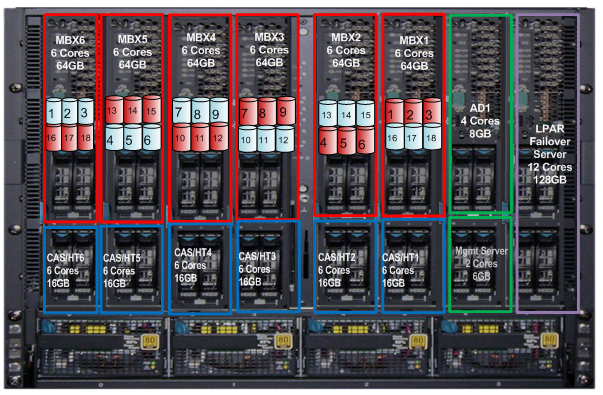 MBX6
6 Cores
64GB
MBX5
6 Cores
64GB
MBX4
6 Cores
64GB
MBX3
6 Cores
64GB
MBX2
6 Cores
64GB
MBX1
6 Cores
64GB
AD1
4 Cores
8GB
LPAR
Failover
Server
12 Cores
128GB
1 2 3
16 17 18
13 14 15
4 5 6
7 8 9
10 11 12
7 8 9
10 11 12
13 14 15
4 5 6
1 2 3
16 17 18
CAS/HT6
6 Cores
16GB
CAS/HT5
6 Cores
16GB
CAS/HT4
6 Cores
16GB
CAS/HT3
6 Cores
16GB
CAS/HT2
6 Cores
16GB
CAS/HT1
6 Cores
16GB
Mgmt Server
2 Cores
6GB
80
80
80
80